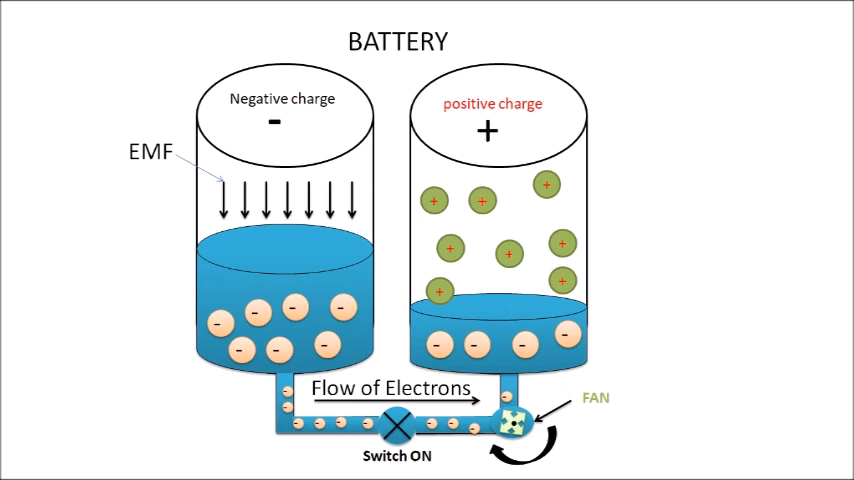 BATTERY
Negative charge
-
positive charge
+
EMF
+ + +
+ + +
+ +
- - - -
- - -
- - - -
Flow of Electrons
FAN
Switch ON